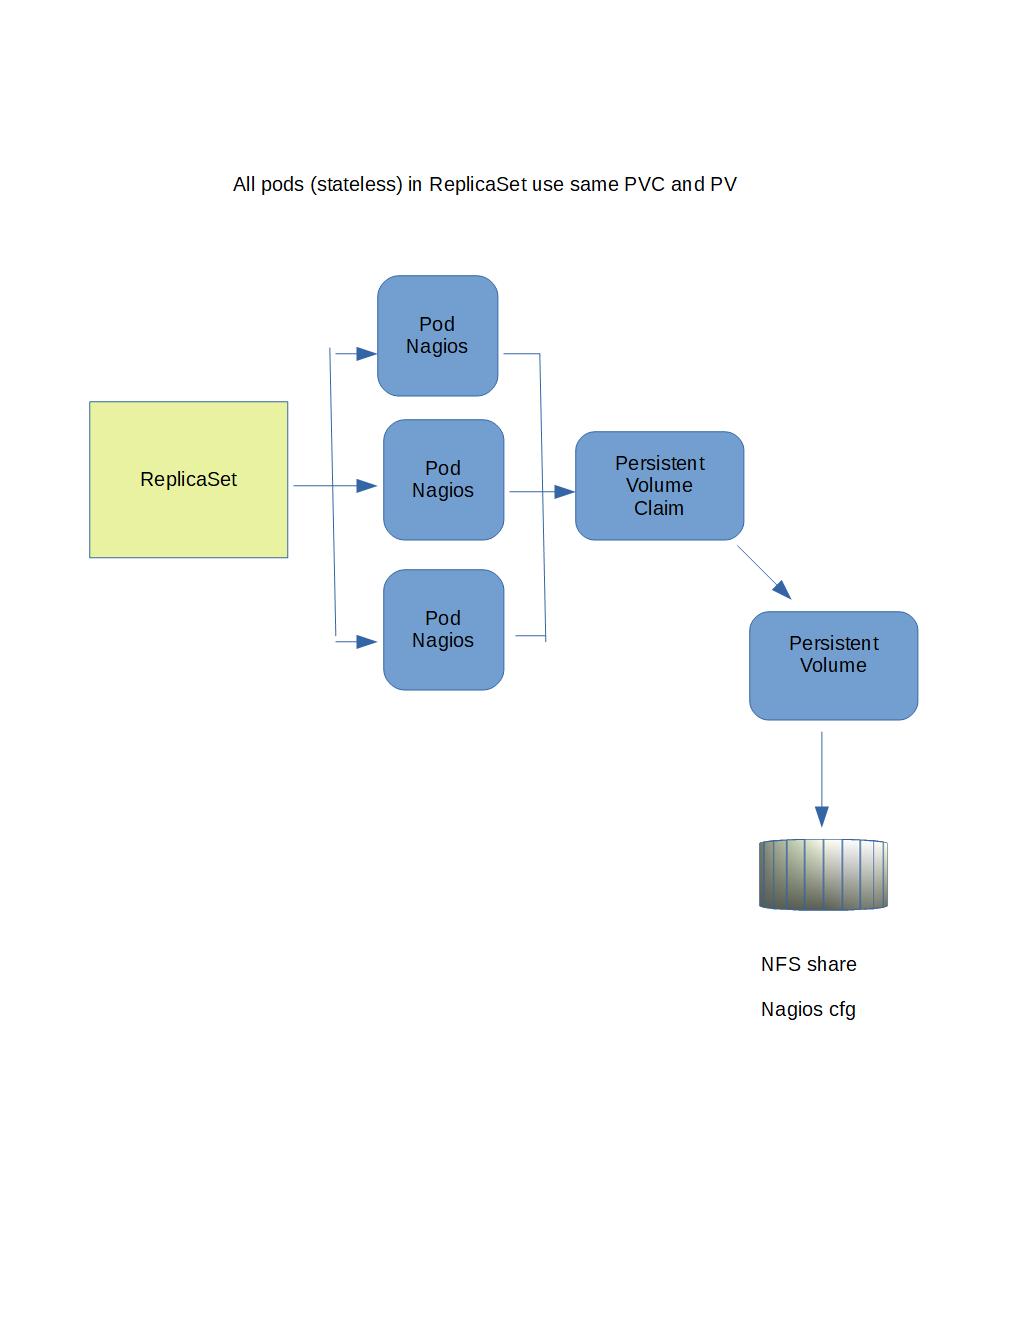 All pods (stateless) in ReplicaSet use same PVC and PV
Pod
Nagios
ReplicaSet
Pod
Nagios
Persistent
Volume
Claim
Pod
Nagios
Persistent
Volume
NFS share
Nagios cfg